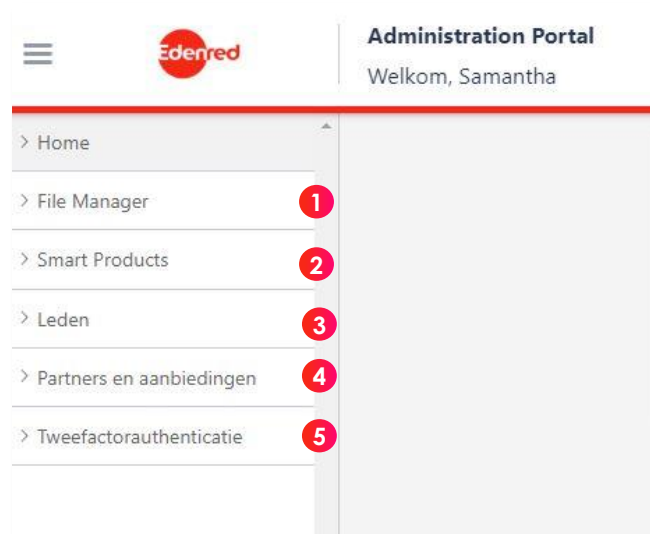 Edenred
Administration Portal
Welkom, Samantha
> Home
> File Manager
1
> Smart Products
2
> Leden
3
> Partners en aanbiedingen
4
> Tweefactorauthenticatie
5